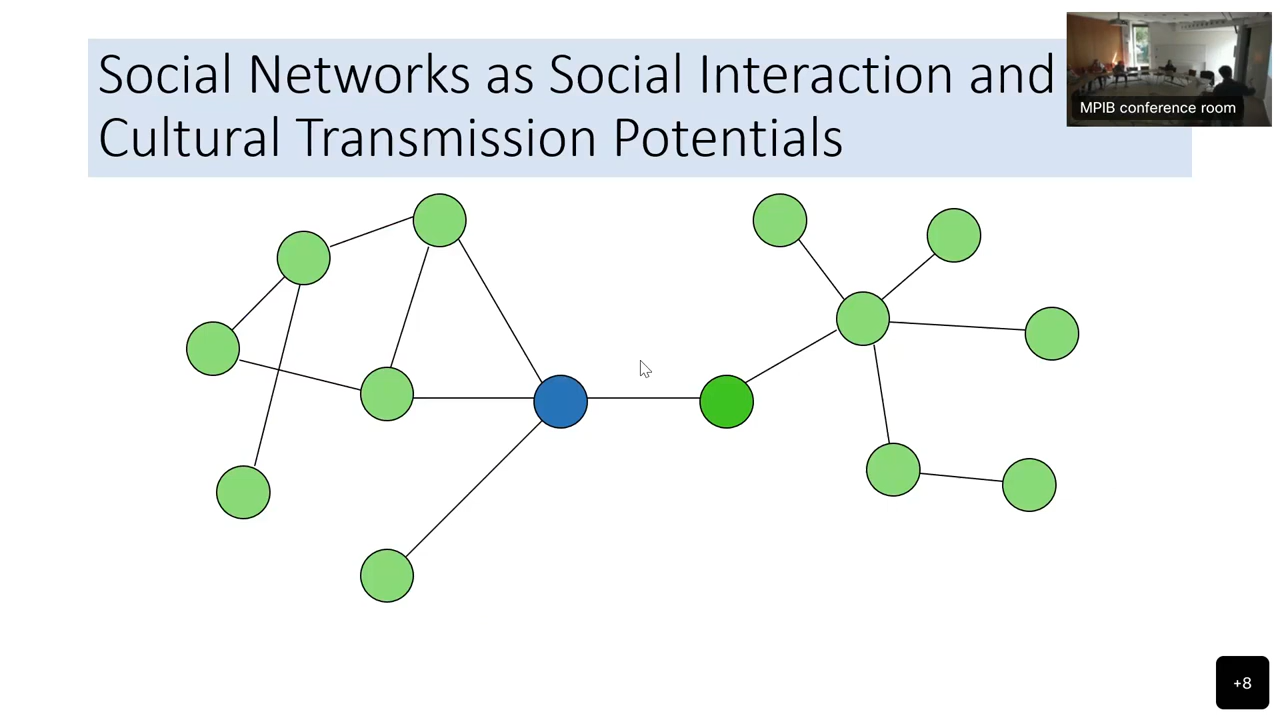 Social Networks as Social Interaction and
Cultural Transmission Potentials
MPIB conference room
+8